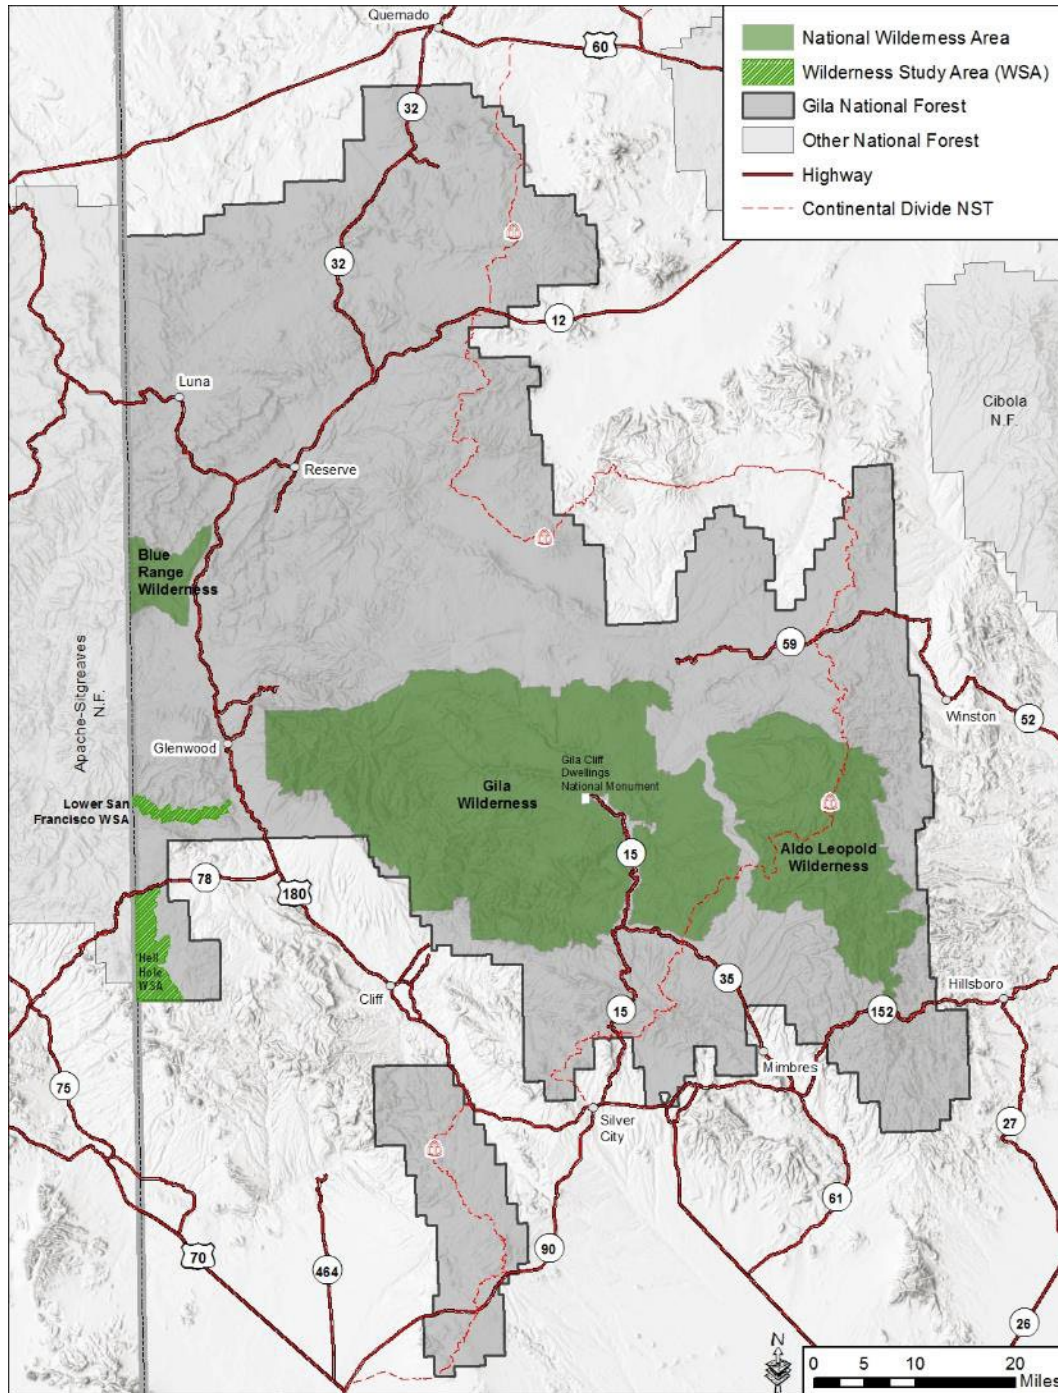 Quemado
60
National Wilderness Area
Wilderness Study Area (WSA)
Gila National Forest
Other National Forest
Highway
Continental Divide NST
32
32
12
Luna
Cibola
N.F.
Reserve
Blue
Range
Wilderness
Apache-Sitgreaves
N.F.
59
Winston
52
Glenwood
Gila Cliff
Dwellings
National Monument
Gila
Wilderness
Lower San
Francisco WSA
15
Aldo Leopold
Wilderness
78
180
Hell
Hole
WSA
Cliff
35
Hillsboro
15
152
Mimbres
75
Silver
City
27
61
70
464
90
26
N
0 5 10 20
Miles